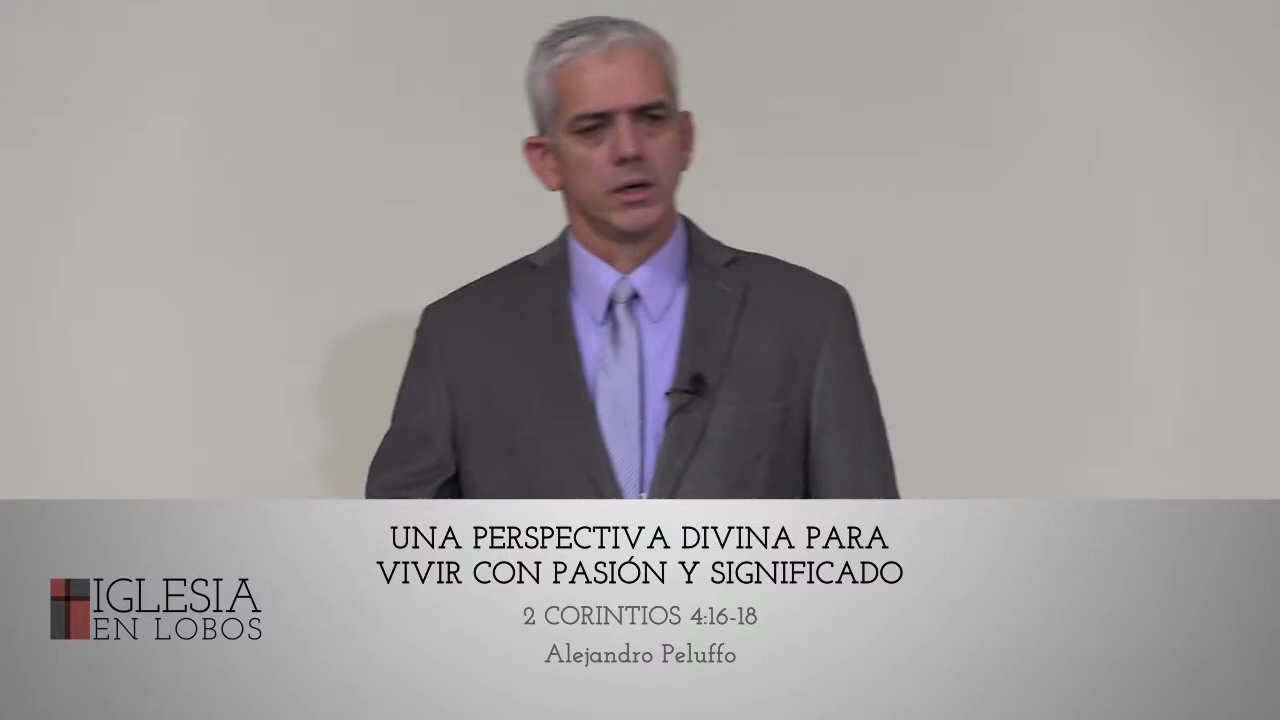 UNA PERSPECTIVA DIVINA PARA
VIVIR CON PASIÓN Y SIGNIFICADO
2 CORINTIOS 4:16-18
Alejandro Peluffo
IGLESIA
EN LOBOS